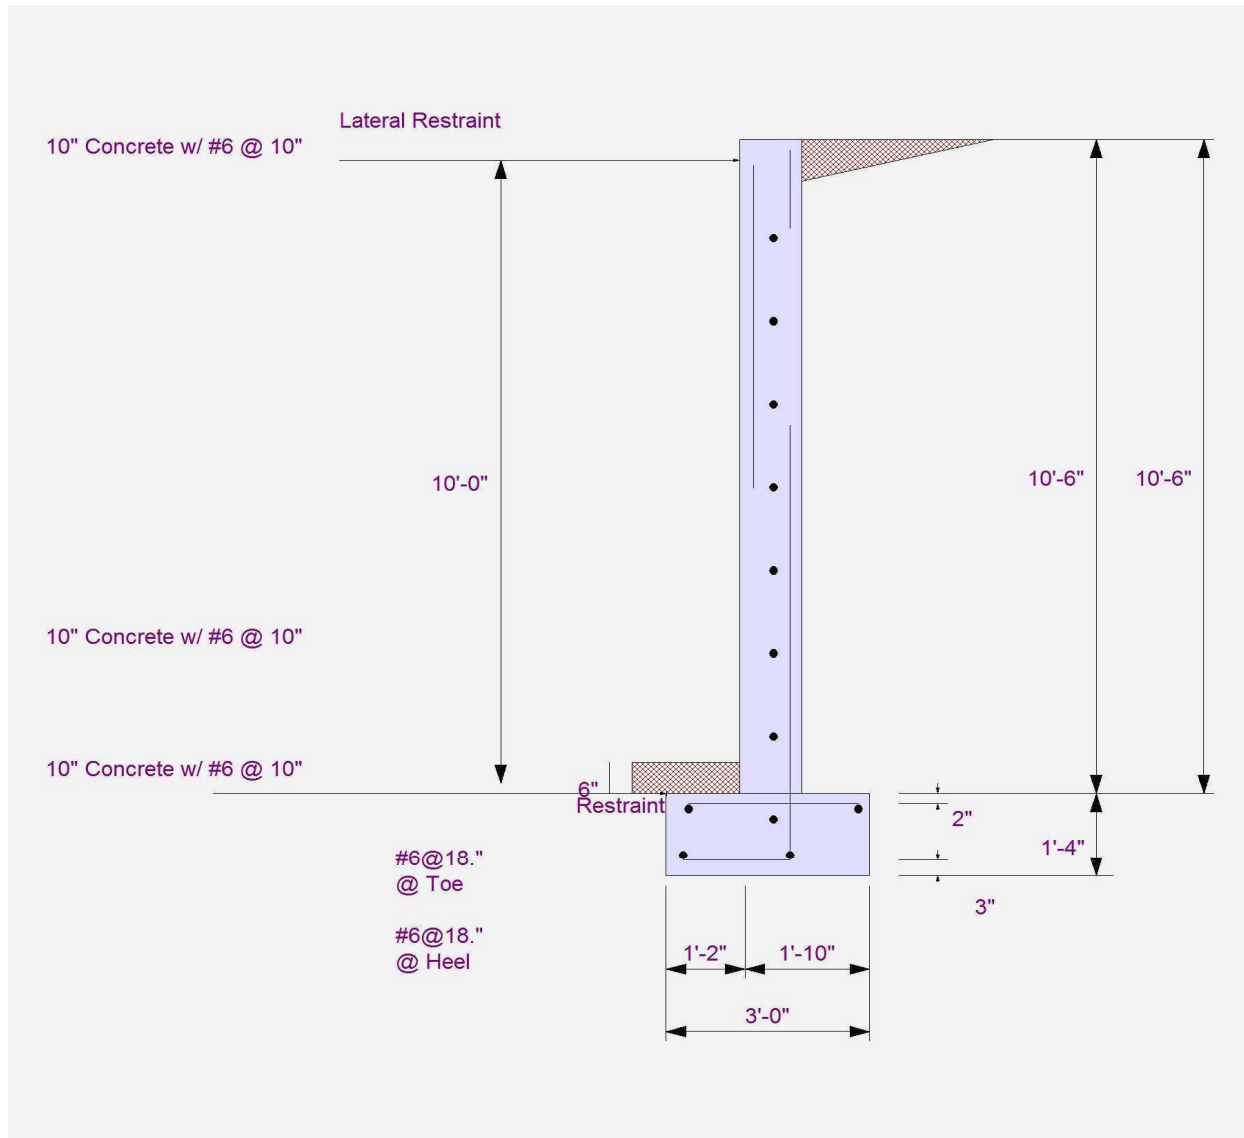 Lateral Restraint
10" Concrete w/ #6 @ 10"
10'-0"
10'-6"
10'-6"
10" Concrete w/ #6 @ 10"
10" Concrete w/ #6 @ 10"
6"
Restraint
2"
1'-4"
#6@18."
@ Toe
3"
#6@18."
@ Heel
1'-2"
1'-10"
3'-0"